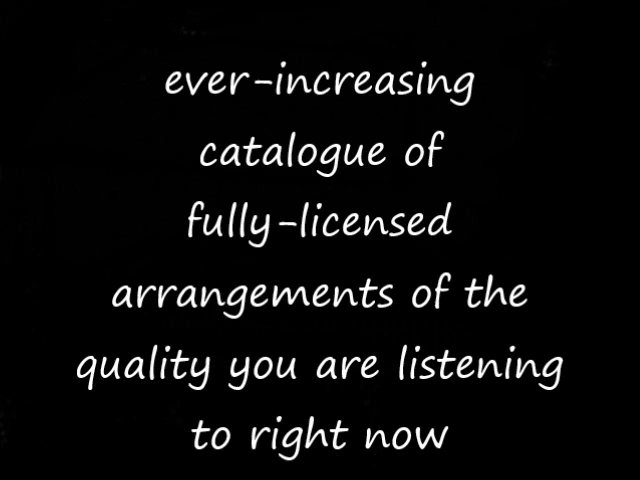 ever-increasing
catalogue of
fully-licensed
arrangements of the
quality you are listening
to right now